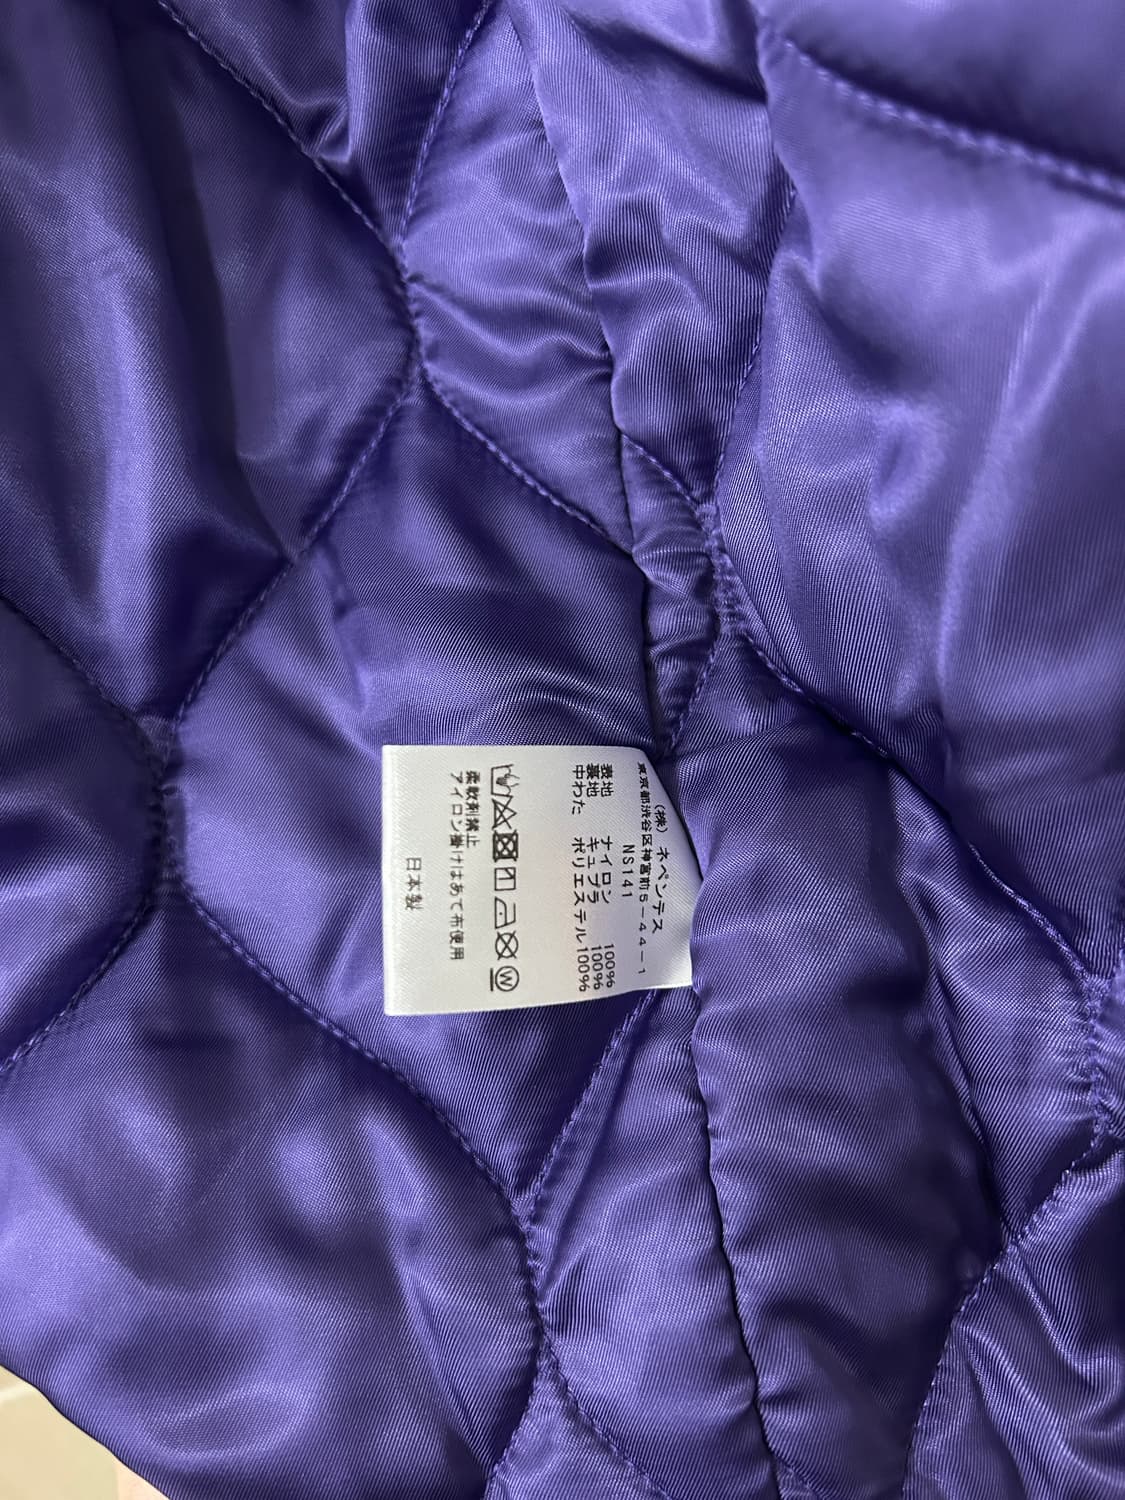 (株) ネペンテス
東京都渋谷区神宮前5-44-1
NS141
表地 ナイロン 100%
裏地 キュプラ 100%
中わた ポリエステル100%
W
柔軟剤禁止
アイロン掛けはあて布使用
日本製